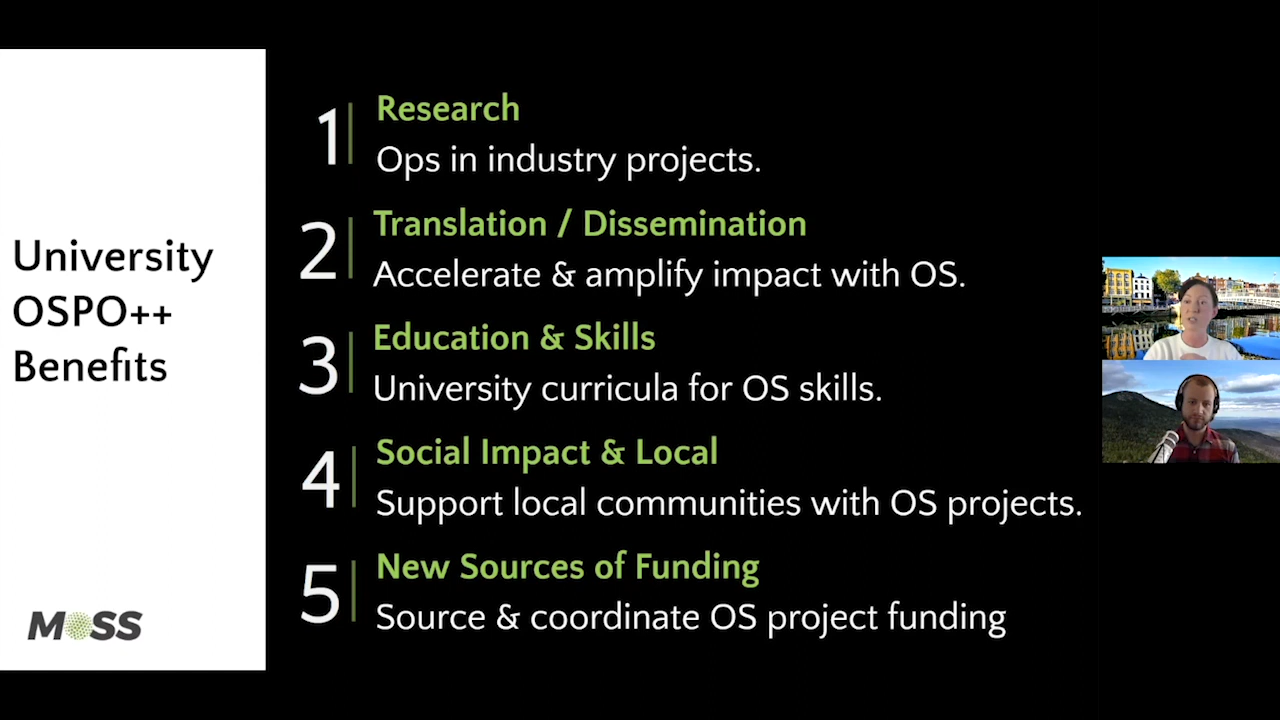 University
OSPO++
Benefits
MOSS
1
Research
Ops in industry projects.
2
Translation / Dissemination
Accelerate & amplify impact with OS.
3
Education & Skills
University curricula for OS skills.
4
Social Impact & Local
Support local communities with OS projects.
5
New Sources of Funding
Source & coordinate OS project funding